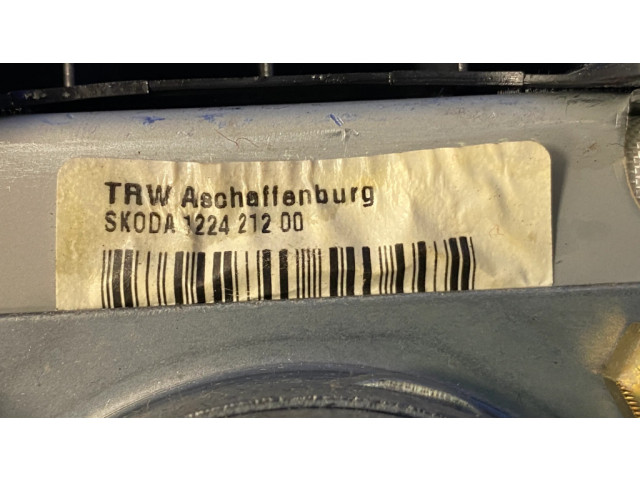 TRW Aschaffenburg
SKODA 1224 212 00